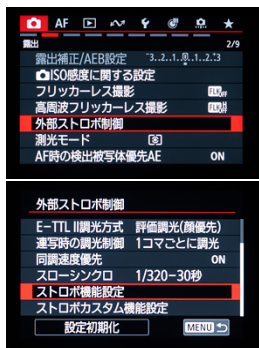 AF
露出 2/9
露出補正/AEB設定 ⁻3..2..1..0..1..2..⁺3
ISO感度に関する設定
フリッカーレス撮影
高周波フリッカーレス撮影
外部ストロボ制御
測光モード
AF時の検出被写体優先AE ON
外部ストロボ制御
E-TTL II調光方式 評価調光(顔優先)
連写時の調光制御 1コマごとに調光
同調速度優先 ON
スローシンクロ 1/320-30秒
ストロボ機能設定
ストロボカスタム機能設定
設定初期化 MENU